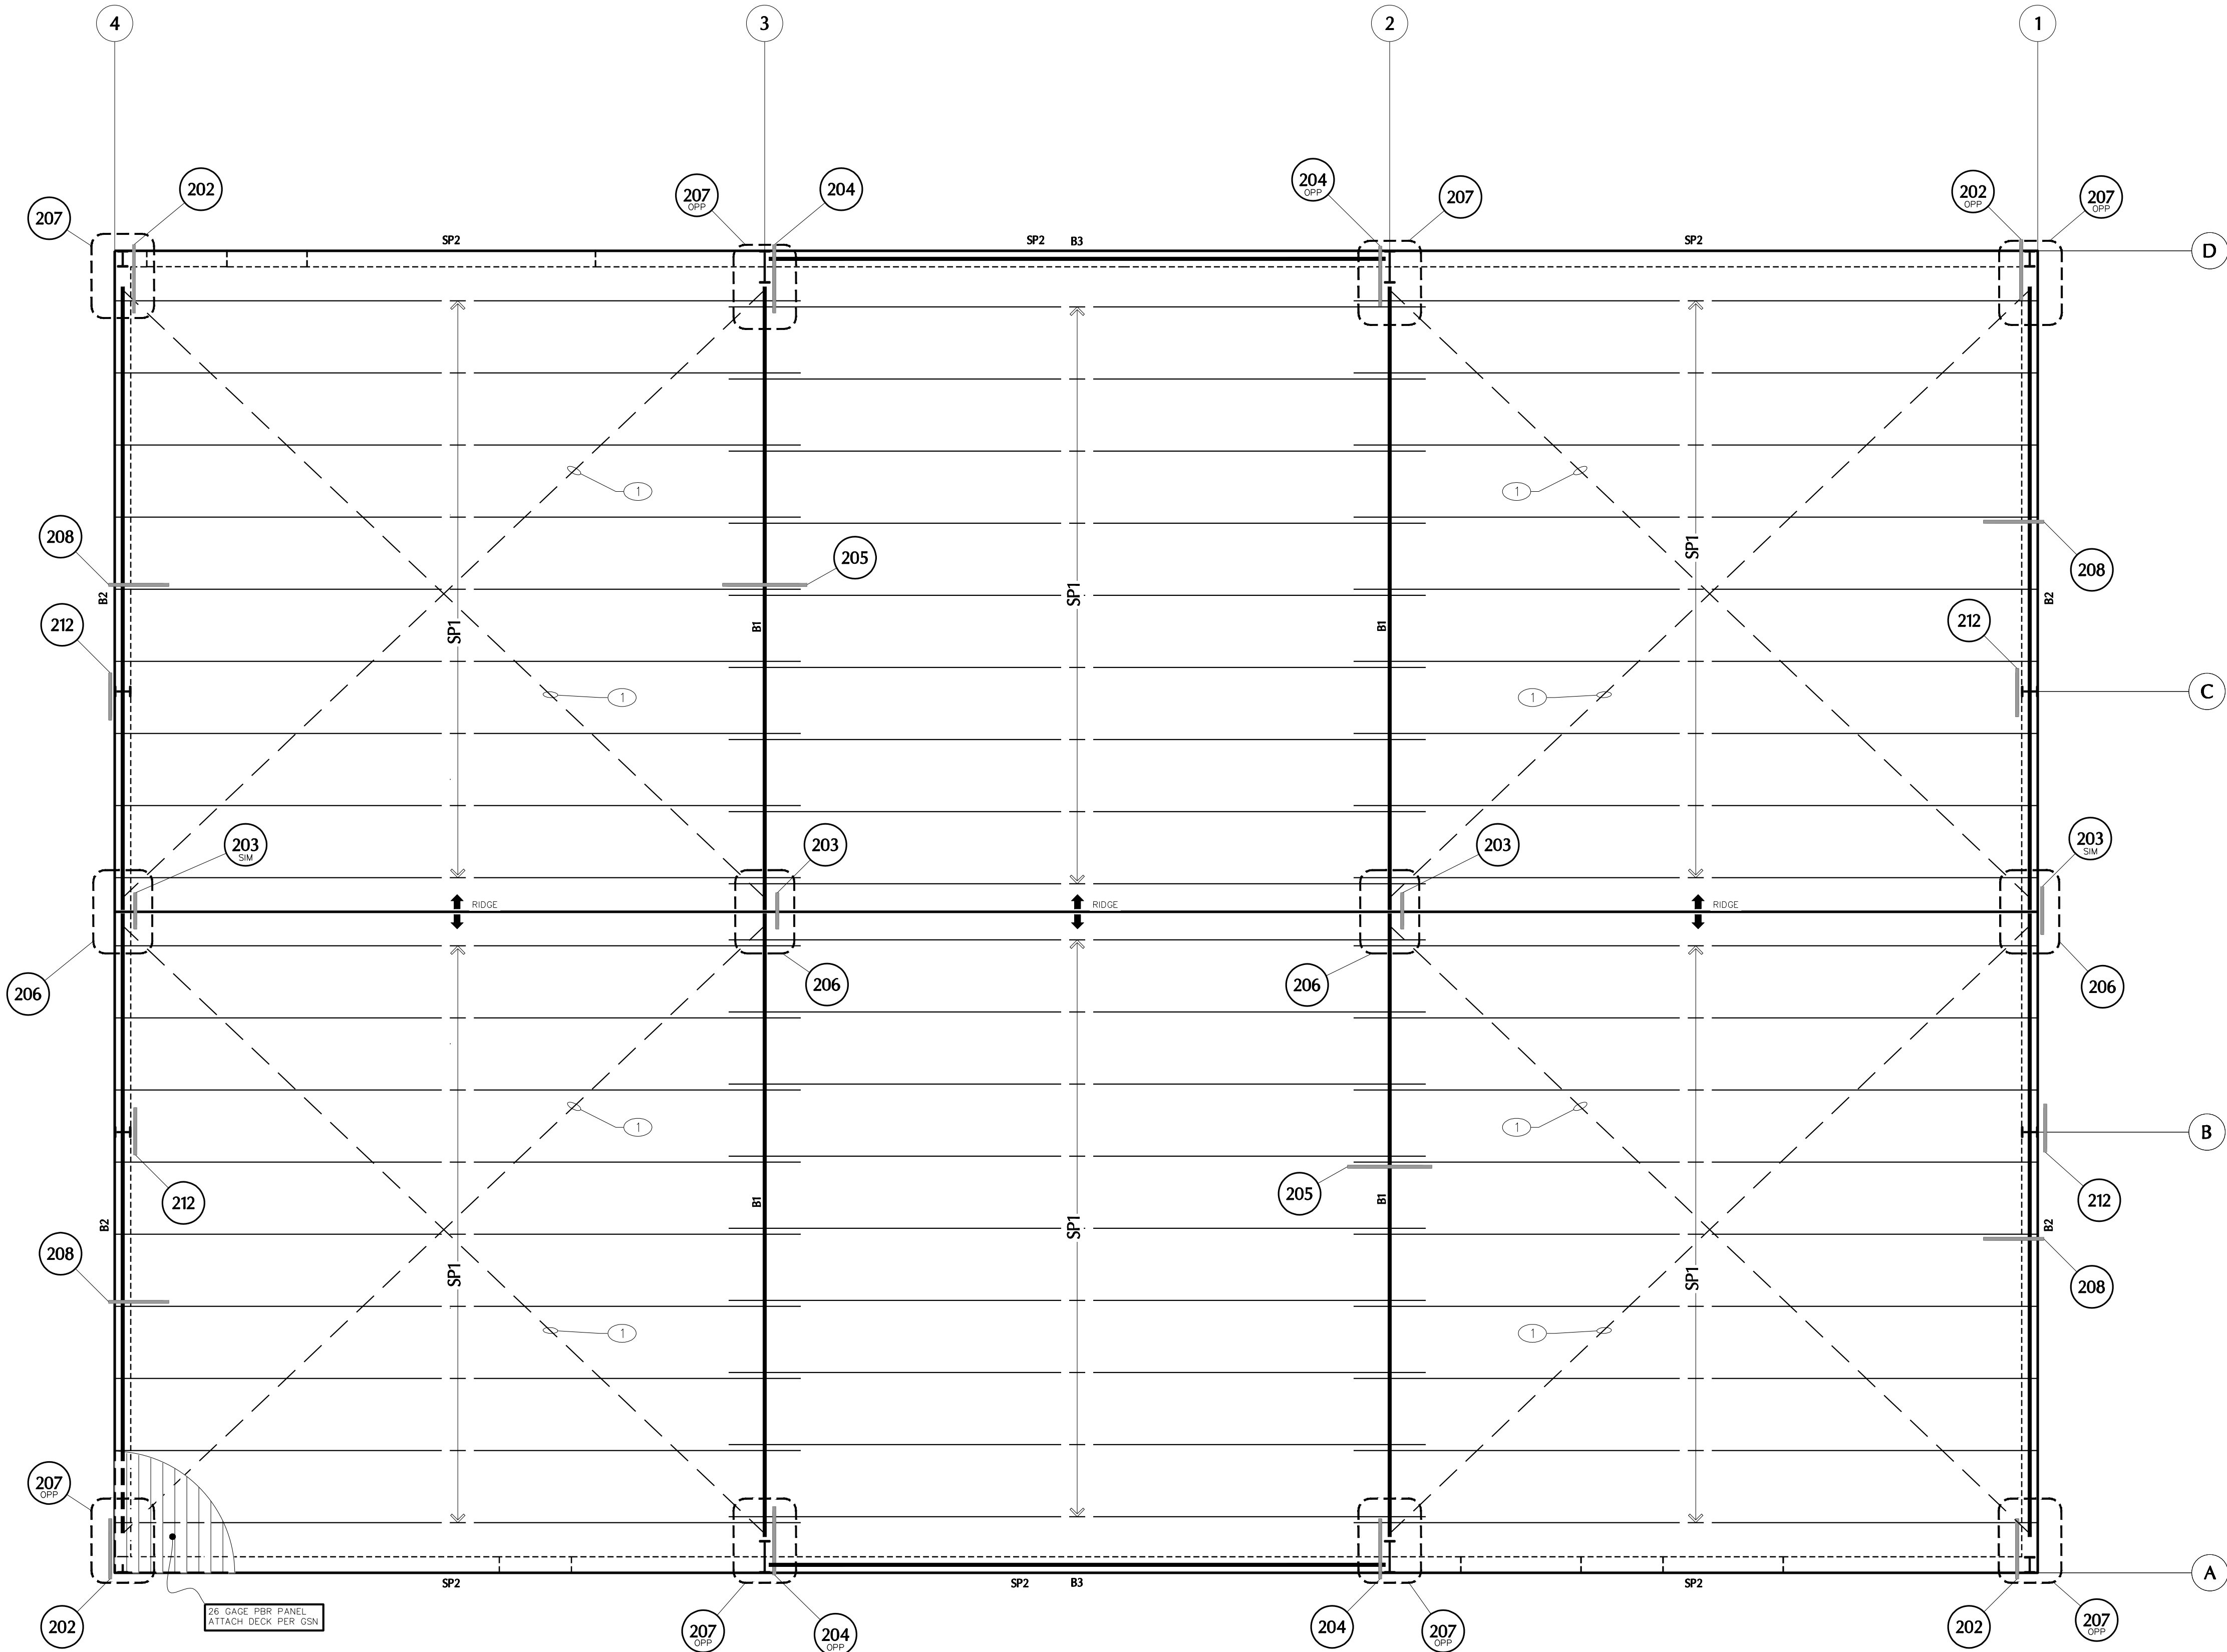 4
3
2
1
202
207
207
OPP
204
204
OPP
207
202
OPP
207
OPP
SP2
SP2
B3
SP2
D
1
1
208
SP1
205
SP1
SP1
208
B2
B2
212
B1
B1
212
1
1
C
203
SIM
203
203
203
SIM
RIDGE
RIDGE
RIDGE
206
206
206
206
1
1
B
212
205
212
B2
B1
B1
B2
208
SP1
SP1
SP1
208
1
1
207
OPP
SP2
SP2
B3
SP2
A
26 GAGE PBR PANEL
ATTACH DECK PER GSN
202
207
OPP
204
OPP
204
207
OPP
202
207
OPP